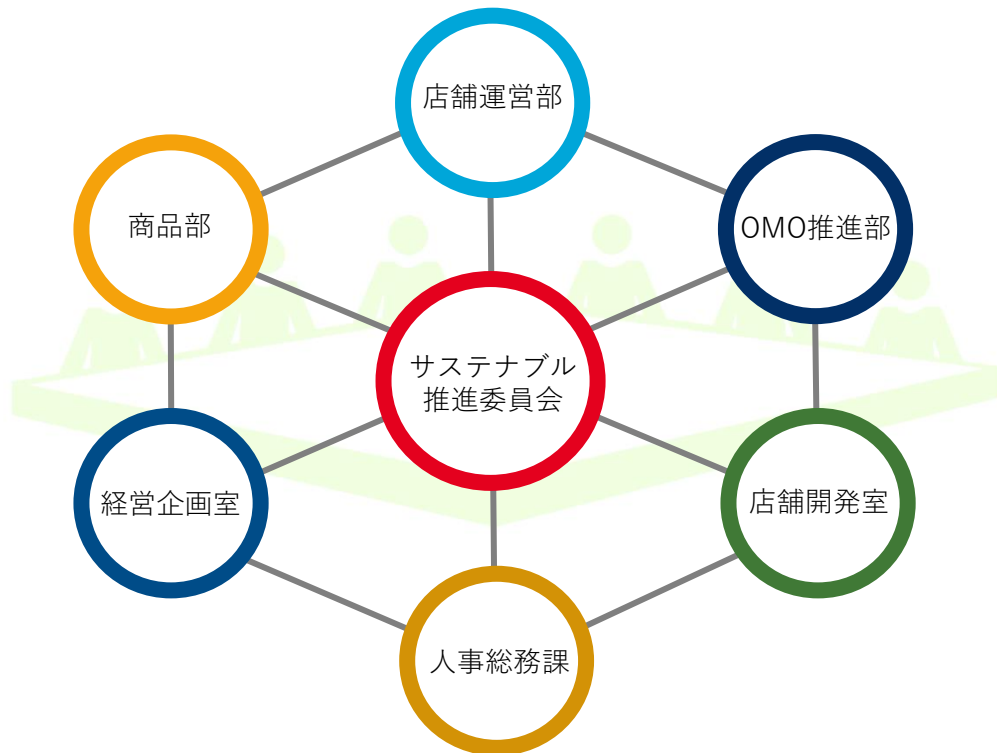 店舗運営部
商品部
OMO推進部
サステナブル
推進委員会
経営企画室
店舗開発室
人事総務課